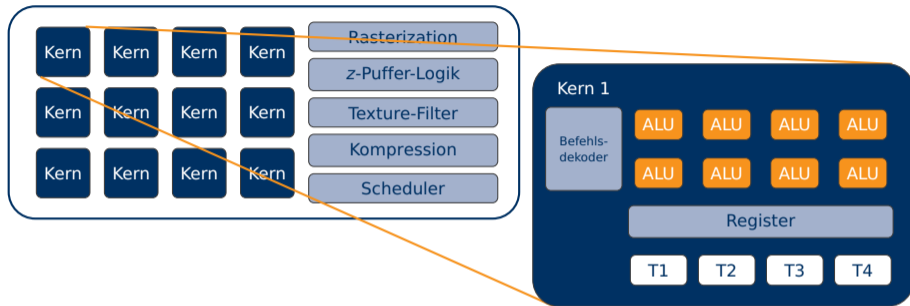 Kern Kern Kern Kern
Rasterization
z-Puffer-Logik
Kern Kern Kern Kern
Texture-Filter
Kompression
Kern Kern Kern Kern
Scheduler
Kern 1
Befehls-
dekoder
ALU ALU ALU ALU
ALU ALU ALU ALU
Register
T1 T2 T3 T4